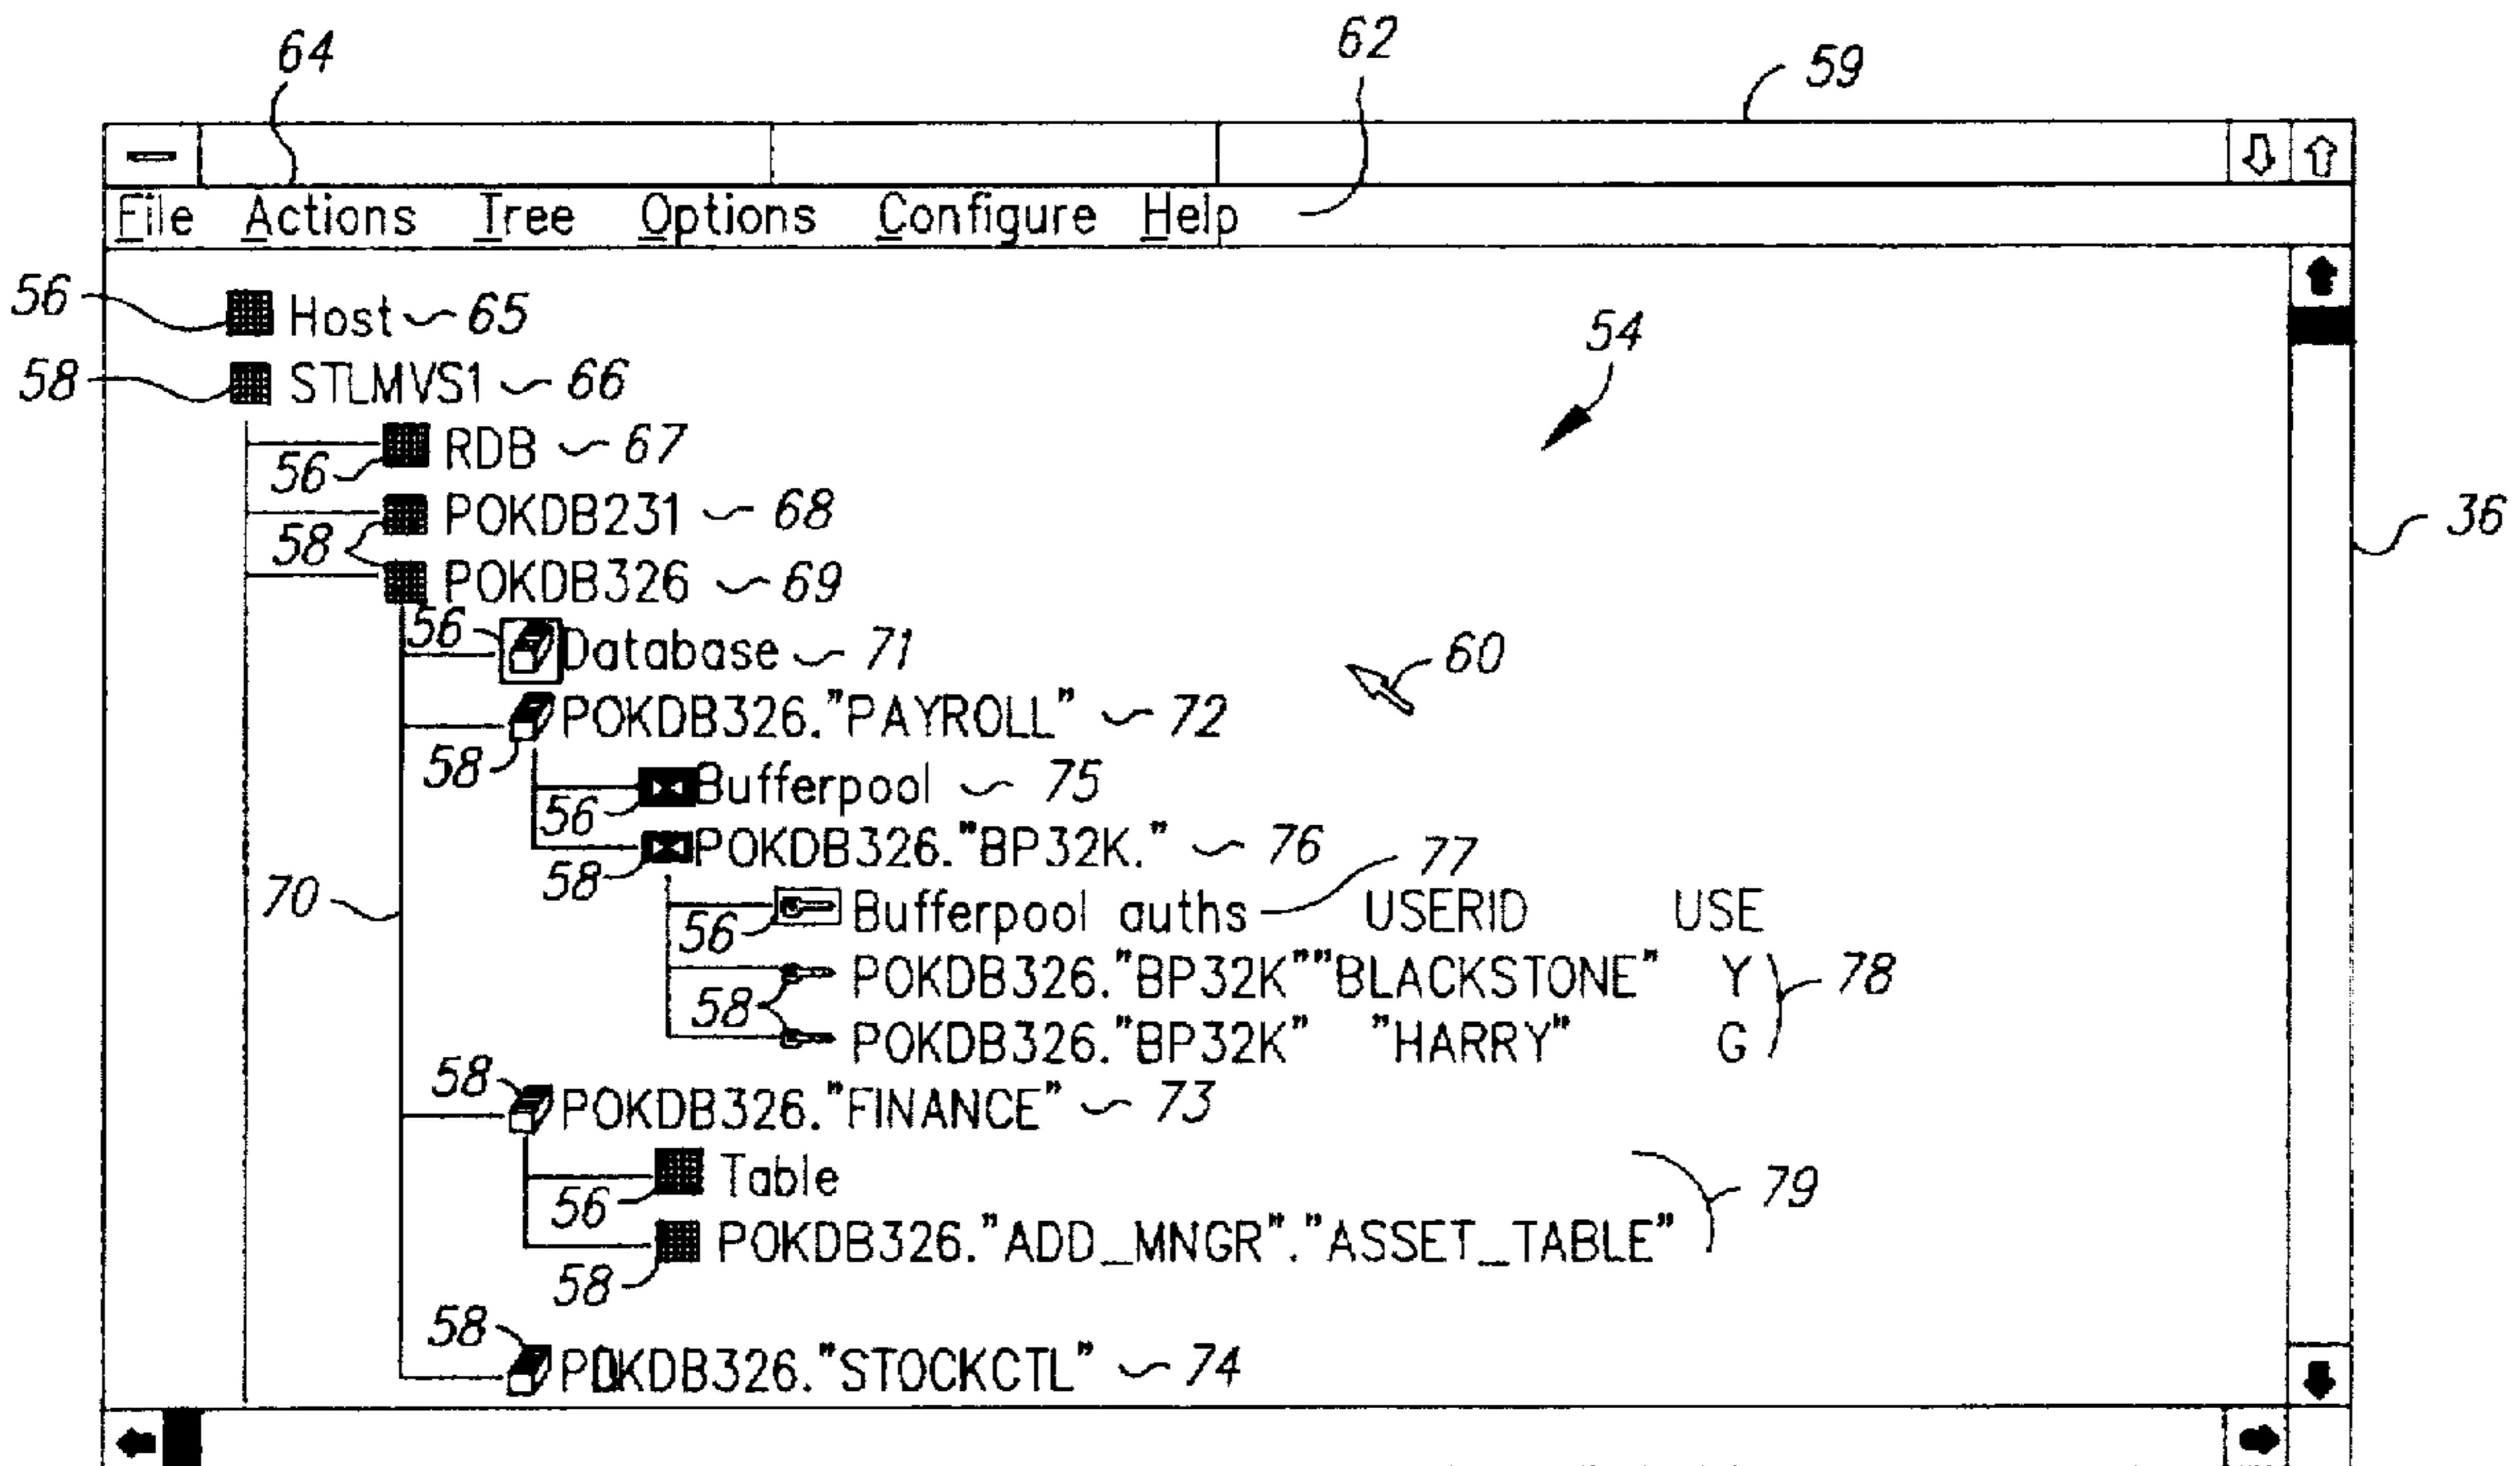 64 62 59
File Actions Tree Options Configure Help
56 Host 65
54
58 STLMVS1 66
RDB 67
56
POKDB231 68
36
58
POKDB326 69
56 Database 71
60
POKDB326."PAYROLL" 72
58
Bufferpool 75
56
POKDB326."BP32K." 76
77
58
70
Bufferpool auths USERID USE
56
POKDB326."BP32K""BLACKSTONE" Y
78
58
POKDB326."BP32K" "HARRY" G
58
POKDB326."FINANCE" 73
Table
79
56
POKDB326."ADD_MNGR"."ASSET_TABLE"
58
58
POKDB326."STOCKCTL" 74